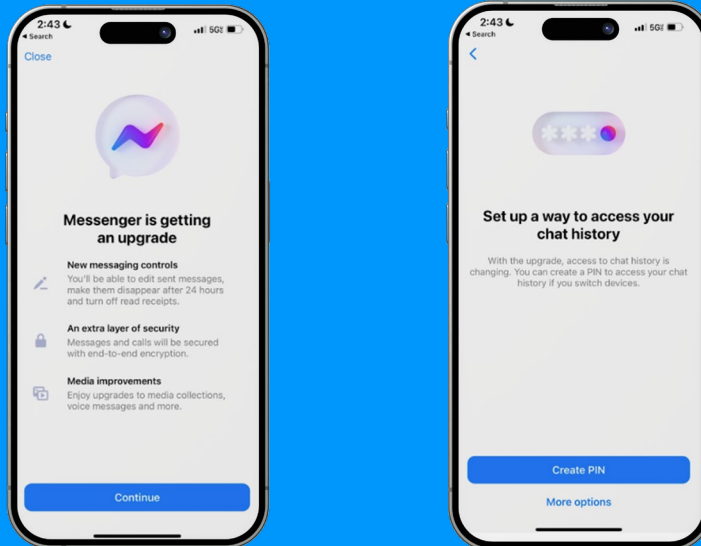 2:43
◀ Search
5G
Close
Messenger is getting
an upgrade
New messaging controls
You'll be able to edit sent messages,
make them disappear after 24 hours
and turn off read receipts.
An extra layer of security
Messages and calls will be secured
with end-to-end encryption.
Media improvements
Enjoy upgrades to media collections,
voice messages and more.
Continue
2:43
◀ Search
5G
Set up a way to access your
chat history
With the upgrade, access to chat history is
changing. You can create a PIN to access your chat
history if you switch devices.
Create PIN
More options